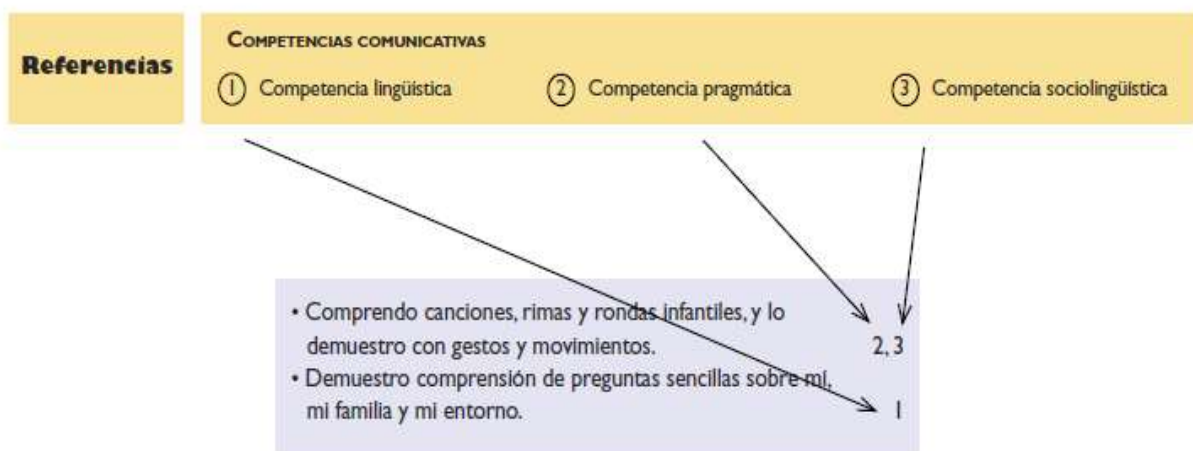 Referencias
COMPETENCIAS COMUNICATIVAS
1 Competencia lingüística 2 Competencia pragmática 3 Competencia sociolingüística
• Comprendo canciones, rimas y rondas infantiles, y lo
demuestro con gestos y movimientos. 2, 3
• Demuestro comprensión de preguntas sencillas sobre mí,
mi familia y mi entorno. 1